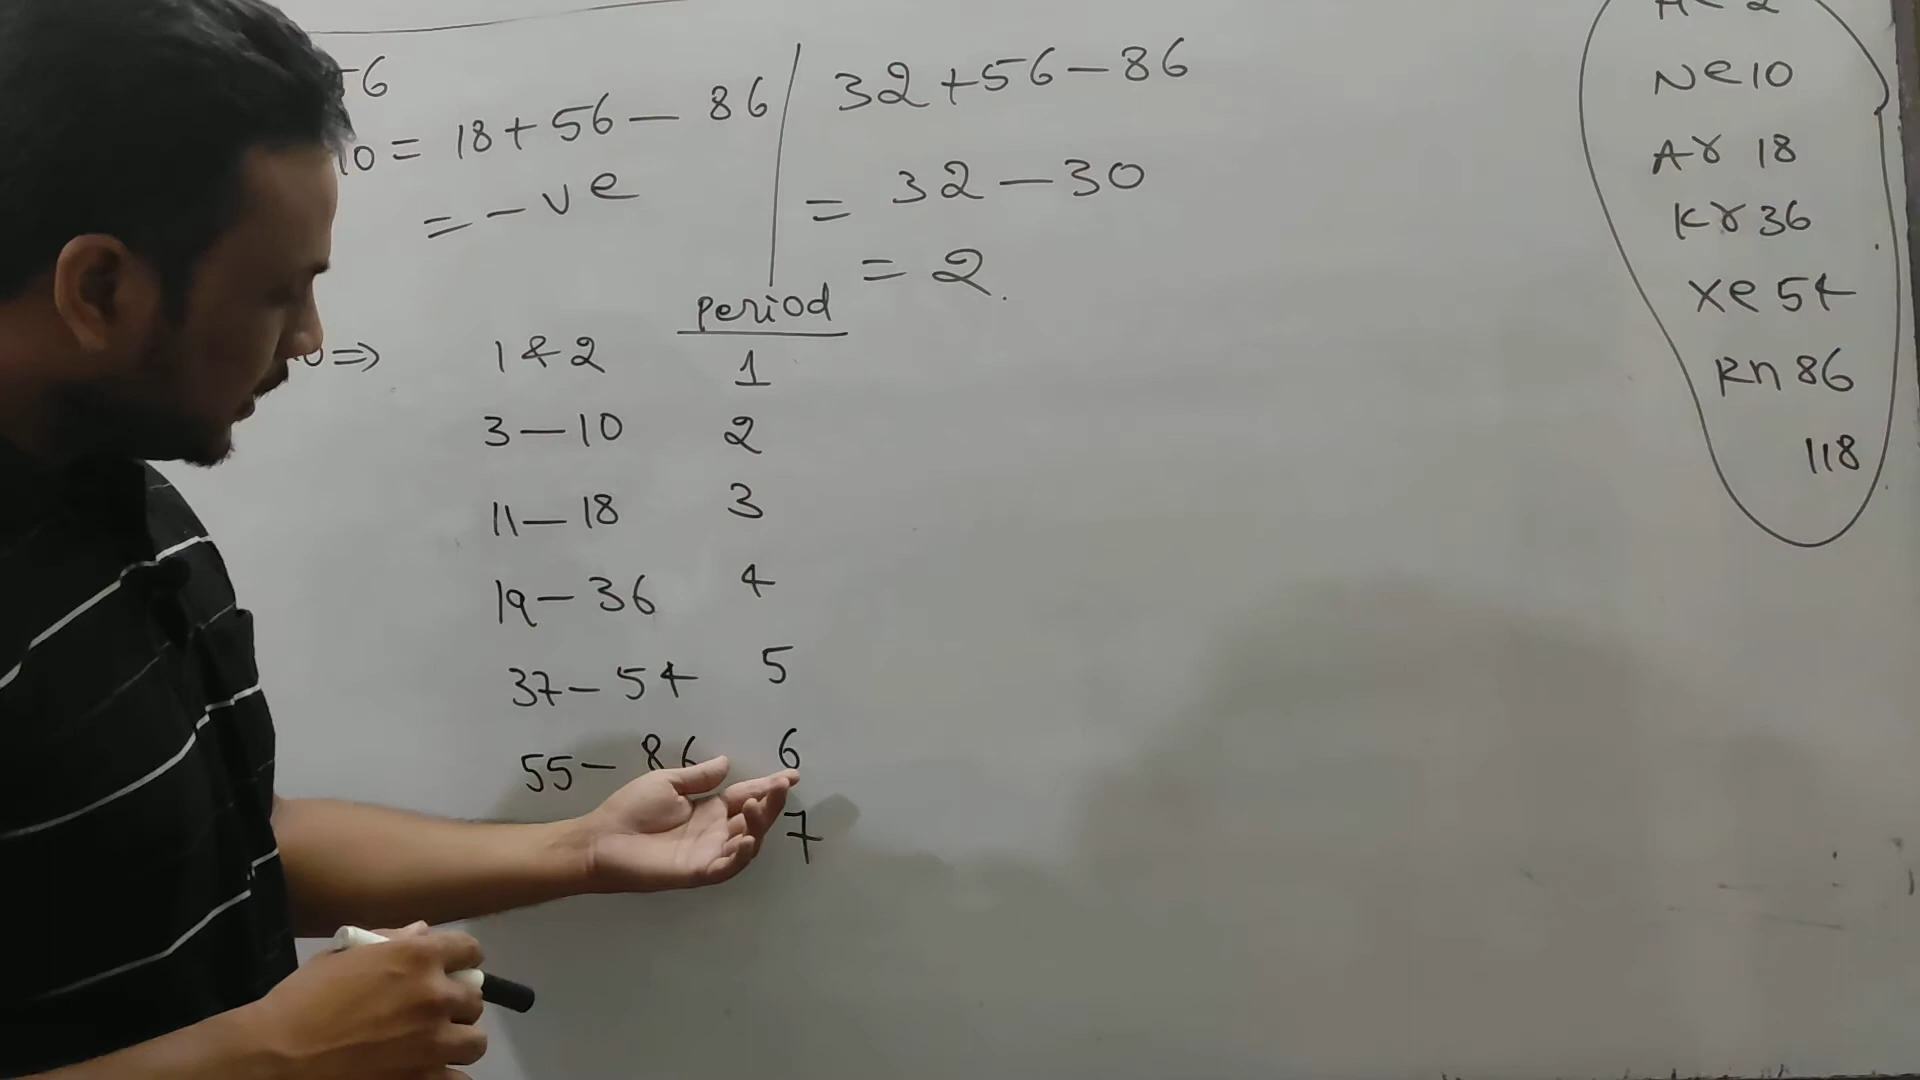 -6
10 = 18 + 56 - 86
= - ve
32 + 56 - 86
= 32 - 30
= 2.
period
⇒ 1 & 2 1
3 — 10 2
11 — 18 3
19 — 36 4
37 — 54 5
55 — 86 6
7
Ne 10
Ar 18
Kr 36
Xe 54
Rn 86
118